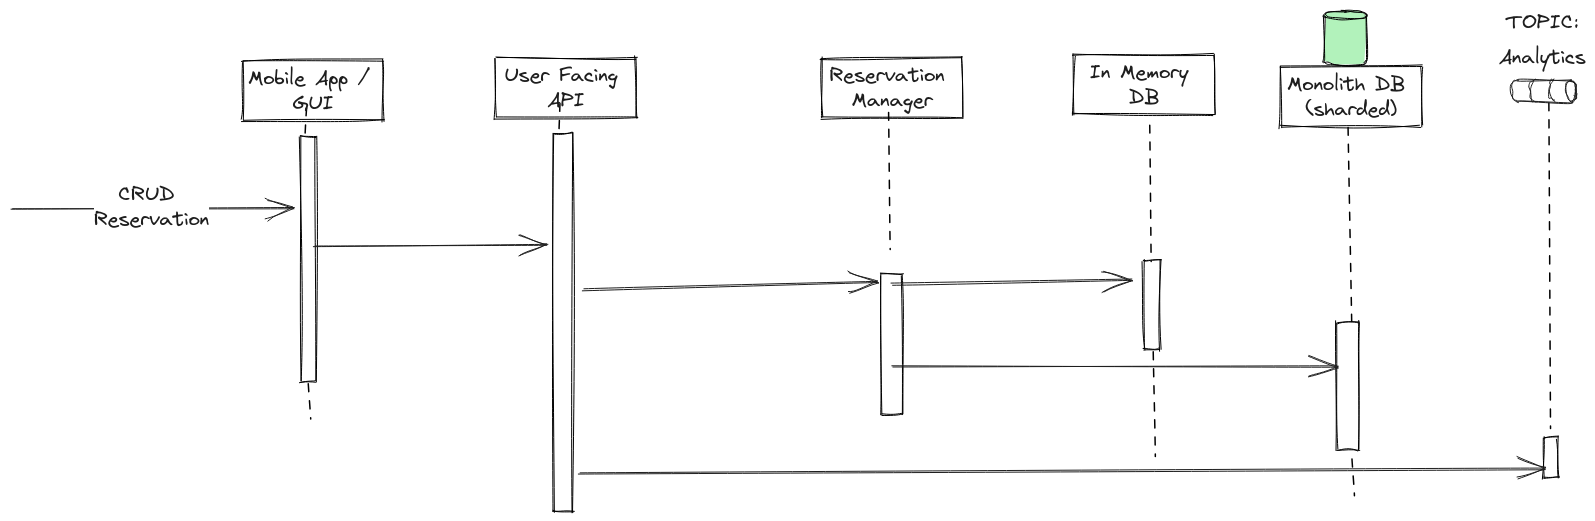 TOPIC:
Analytics
Mobile App /
GUI
User Facing
API
Reservation
Manager
In Memory
DB
Monolith DB
(sharded)
CRUD
Reservation